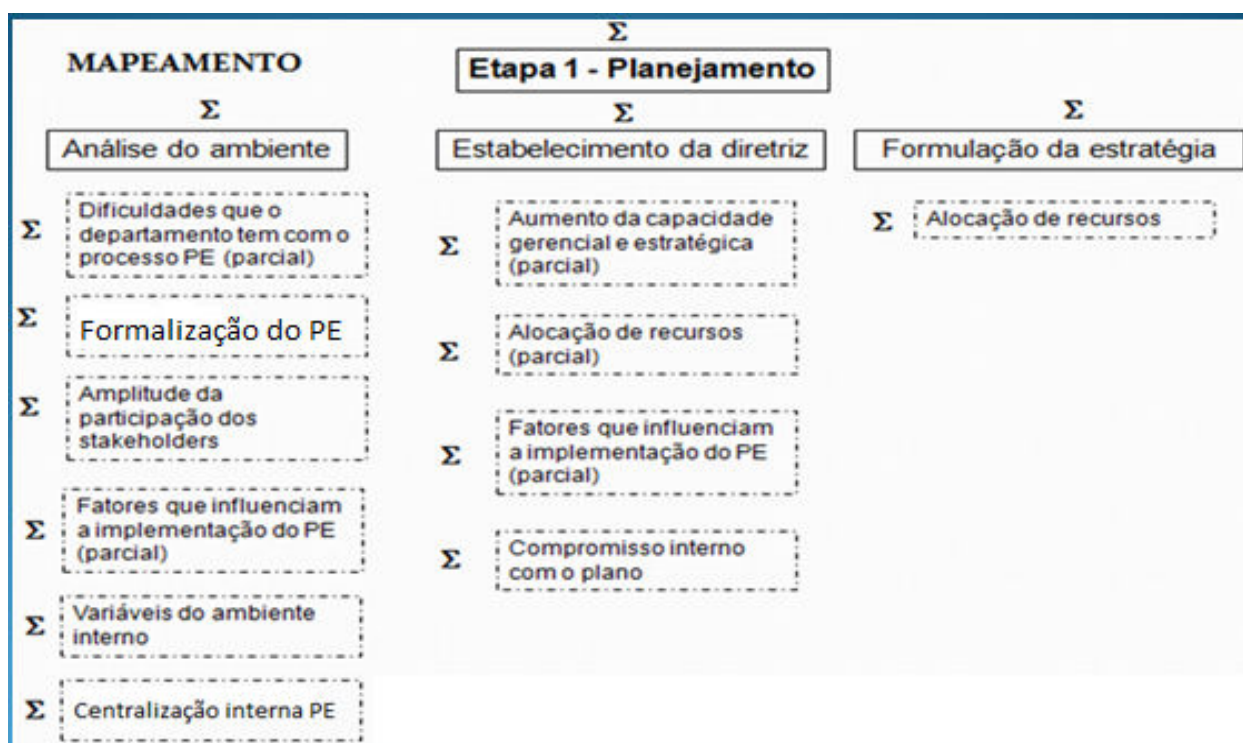 MAPEAMENTO
Σ
Etapa 1 - Planejamento
Σ
Análise do ambiente
Σ
Dificuldades que o
departamento tem com o
processo PE (parcial)
Σ
Formalização do PE
Σ
Amplitude da
participação dos
stakeholders
Σ
Fatores que influenciam
a implementação do PE
(parcial)
Σ
Variáveis do ambiente
interno
Σ
Centralização interna PE
Σ
Estabelecimento da diretriz
Σ
Aumento da capacidade
gerencial e estratégica
(parcial)
Σ
Alocação de recursos
(parcial)
Σ
Fatores que influenciam
a implementação do PE
(parcial)
Σ
Compromisso interno
com o plano
Σ
Formulação da estratégia
Σ
Alocação de recursos